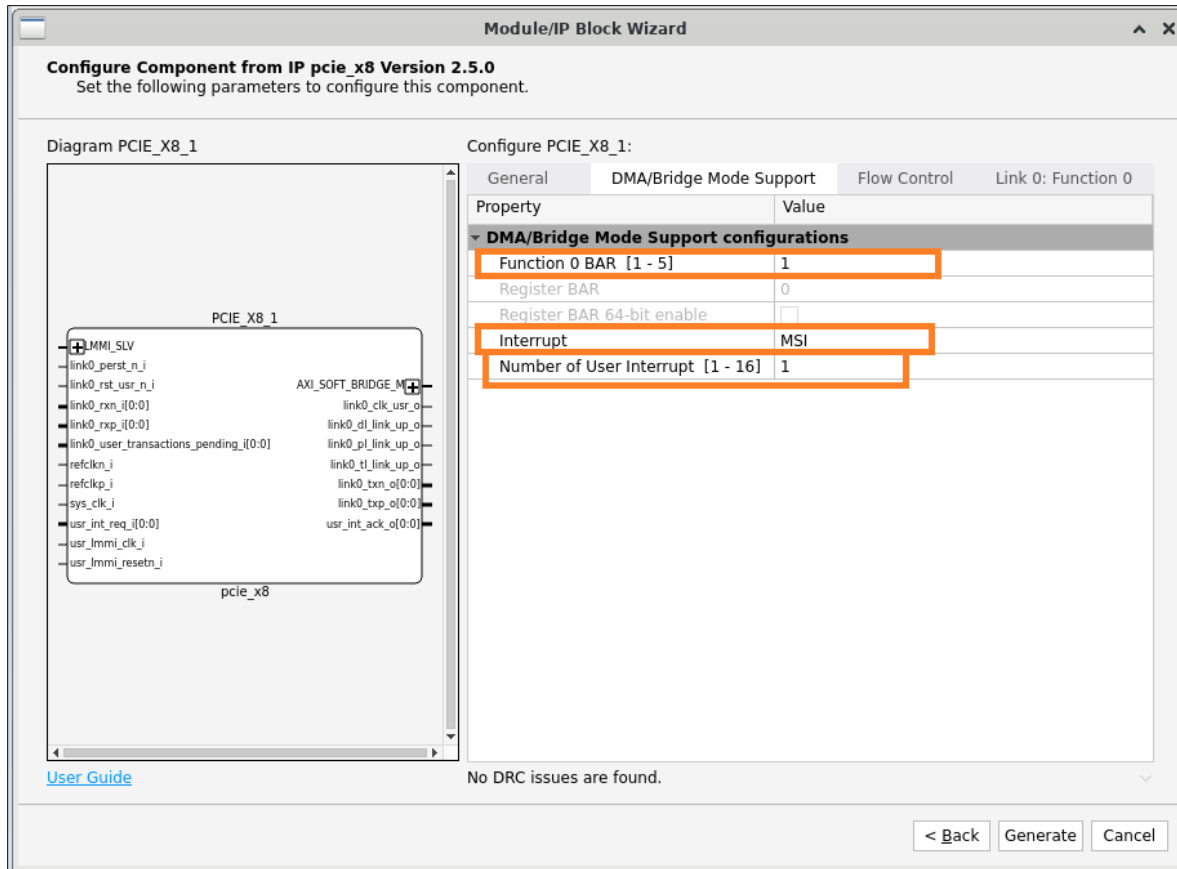 Module/IP Block Wizard
Configure Component from IP pcie_x8 Version 2.5.0
Set the following parameters to configure this component.
Diagram PCIE_X8_1
PCIE_X8_1
LMMI_SLV
link0_perst_n_i
link0_rst_usr_n_i
link0_rxn_i[0:0]
link0_rxp_i[0:0]
link0_user_transactions_pending_i[0:0]
refclkn_i
refclkp_i
sys_clk_i
usr_int_req_i[0:0]
usr_lmmi_clk_i
usr_lmmi_resetn_i
AXI_SOFT_BRIDGE_M
link0_clk_usr_o
link0_dl_link_up_o
link0_pl_link_up_o
link0_tl_link_up_o
link0_txn_o[0:0]
link0_txp_o[0:0]
usr_int_ack_o[0:0]
pcie_x8
User Guide
Configure PCIE_X8_1:
General DMA/Bridge Mode Support Flow Control Link 0: Function 0
Property Value
DMA/Bridge Mode Support configurations
Function 0 BAR [1 - 5] 1
Register BAR 0
Register BAR 64-bit enable
Interrupt MSI
Number of User Interrupt [1 - 16] 1
No DRC issues are found.
< Back Generate Cancel